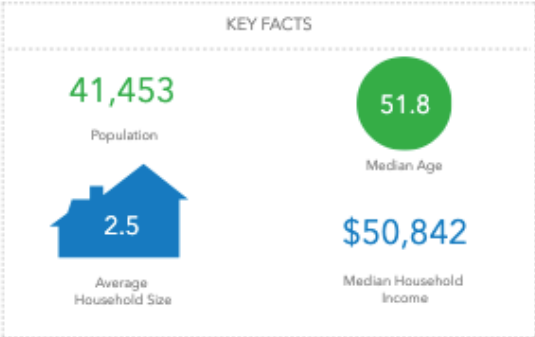 KEY FACTS
41,453
Population
51.8
Median Age
2.5
Average
Household Size
$50,842
Median Household
Income